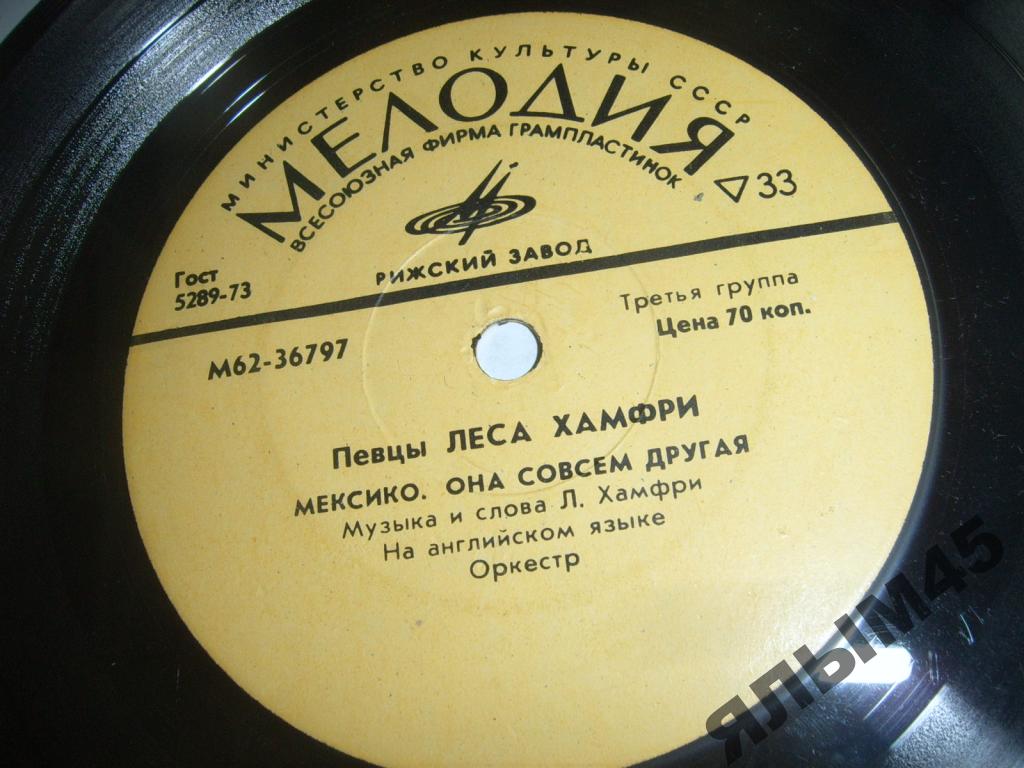 МИНИСТЕРСТВО КУЛЬТУРЫ СССР
МЕЛОДИЯ
ВСЕСОЮЗНАЯ ФИРМА ГРАМПЛАСТИНОК
33
РИЖСКИЙ ЗАВОД
Гост
5289-73
Третья группа
Цена 70 коп.
М62-36797
Певцы ЛЕСА ХАМФРИ
МЕКСИКО. ОНА СОВСЕМ ДРУГАЯ
Музыка и слова Л. Хамфри
На английском языке
Оркестр
ЯЛЫМ45